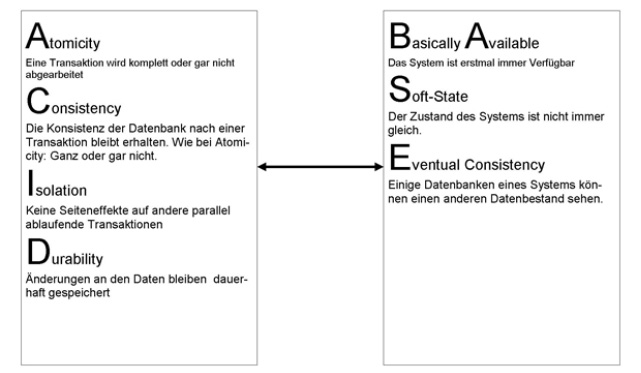 Atomicity
Eine Transaktion wird komplett oder gar nicht
abgearbeitet
Consistency
Die Konsistenz der Datenbank nach einer
Transaktion bleibt erhalten. Wie bei Atomi-
city: Ganz oder gar nicht.
Isolation
Keine Seiteneffekte auf andere parallel
ablaufende Transaktionen
Durability
Änderungen an den Daten bleiben dauer-
haft gespeichert
Basically Available
Das System ist erstmal immer Verfügbar
Soft-State
Der Zustand des Systems ist nicht immer
gleich.
Eventual Consistency
Einige Datenbanken eines Systems kön-
nen einen anderen Datenbestand sehen.